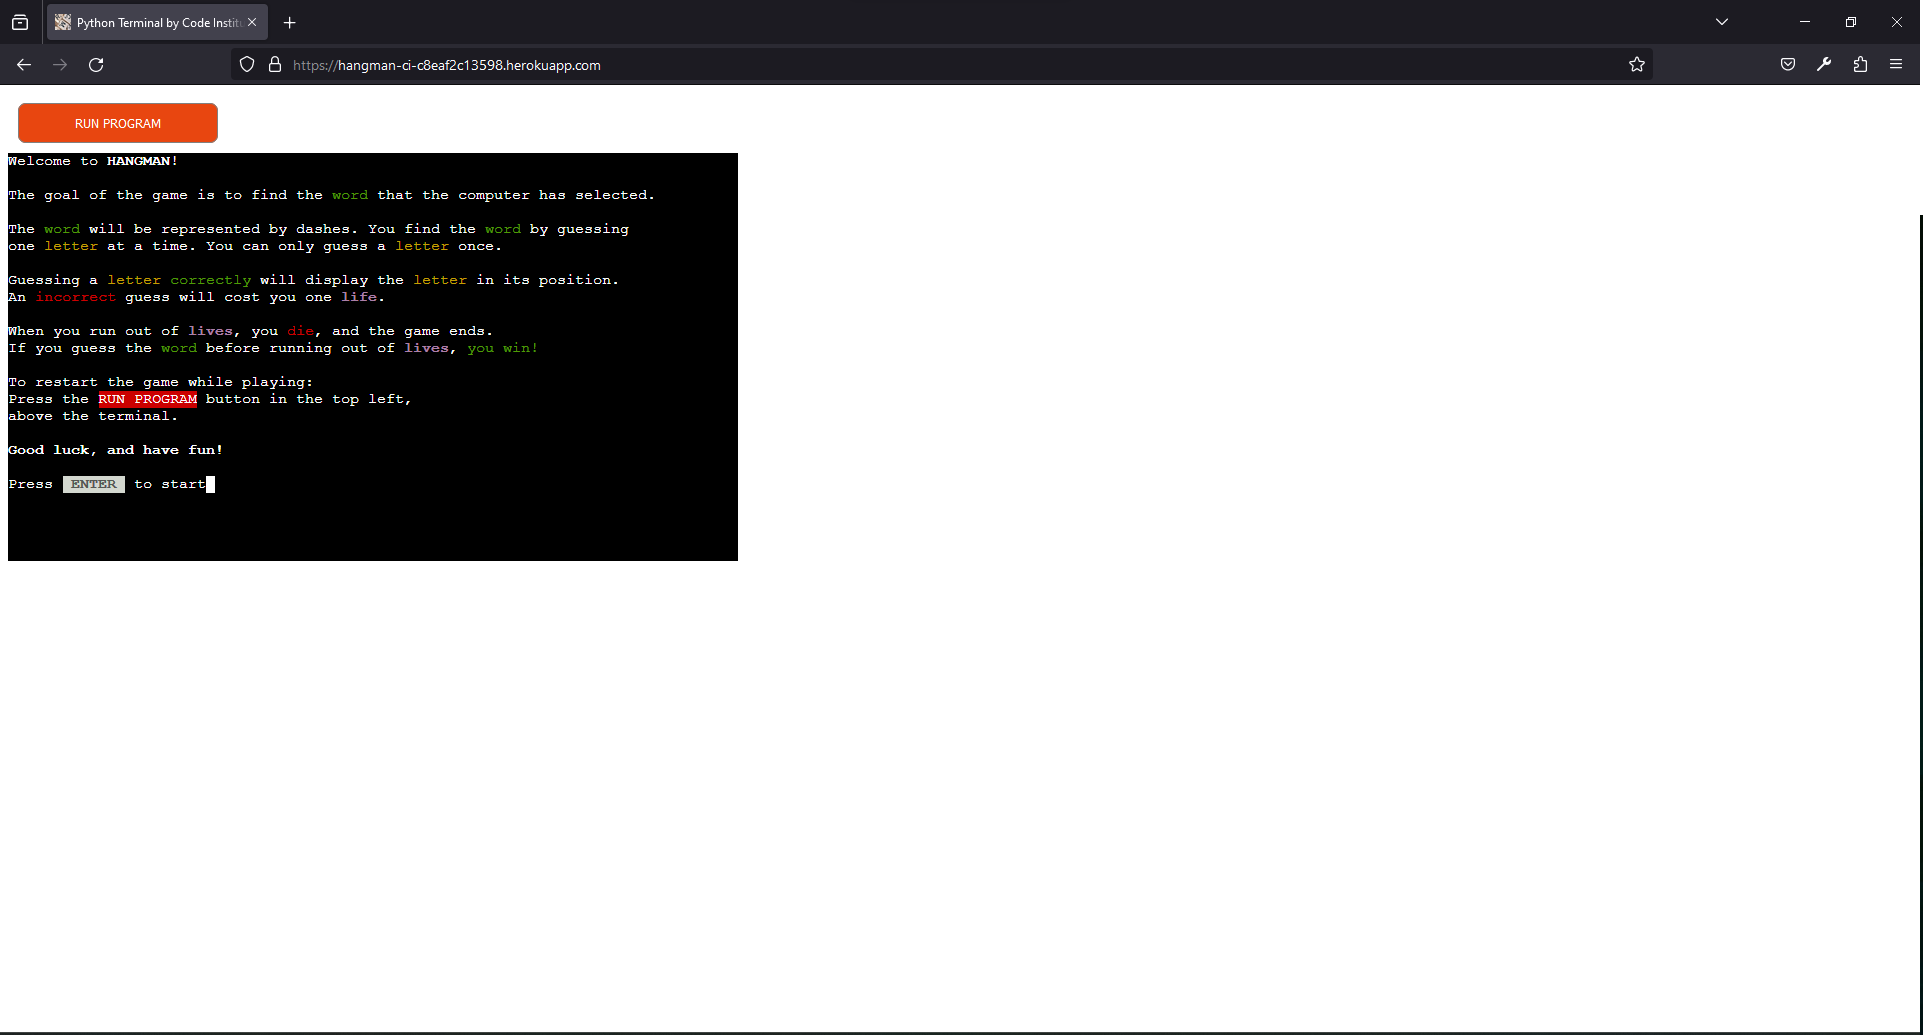 Python Terminal by Code Instit
https://hangman-ci-c8eaf2c13598.herokuapp.com
RUN PROGRAM
Welcome to HANGMAN!
The goal of the game is to find the word that the computer has selected.
The word will be represented by dashes. You find the word by guessing
one letter at a time. You can only guess a letter once.
Guessing a letter correctly will display the letter in its position.
An incorrect guess will cost you one life.
When you run out of lives, you die, and the game ends.
If you guess the word before running out of lives, you win!
To restart the game while playing:
Press the RUN PROGRAM button in the top left,
above the terminal.
Good luck, and have fun!
Press ENTER to start